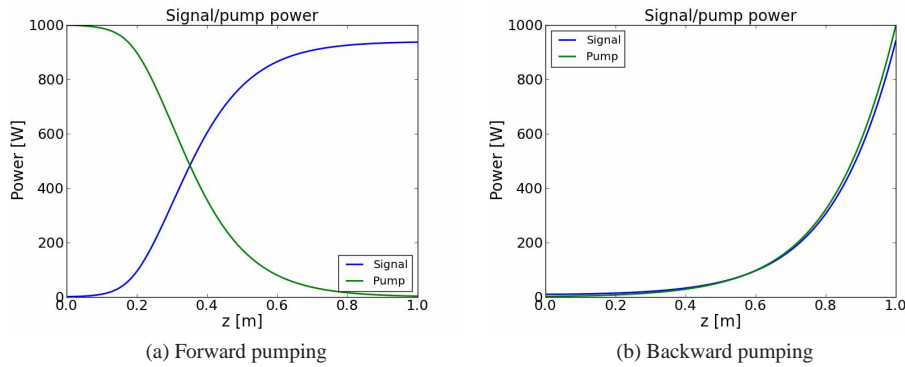 Signal/pump power
1000
800
600
400
200
0
Power [W]
Signal
Pump
0.0 0.2 0.4 0.6 0.8 1.0
z [m]
(a) Forward pumping
Signal/pump power
1000
800
600
400
200
0
Power [W]
Signal
Pump
0.0 0.2 0.4 0.6 0.8 1.0
z [m]
(b) Backward pumping